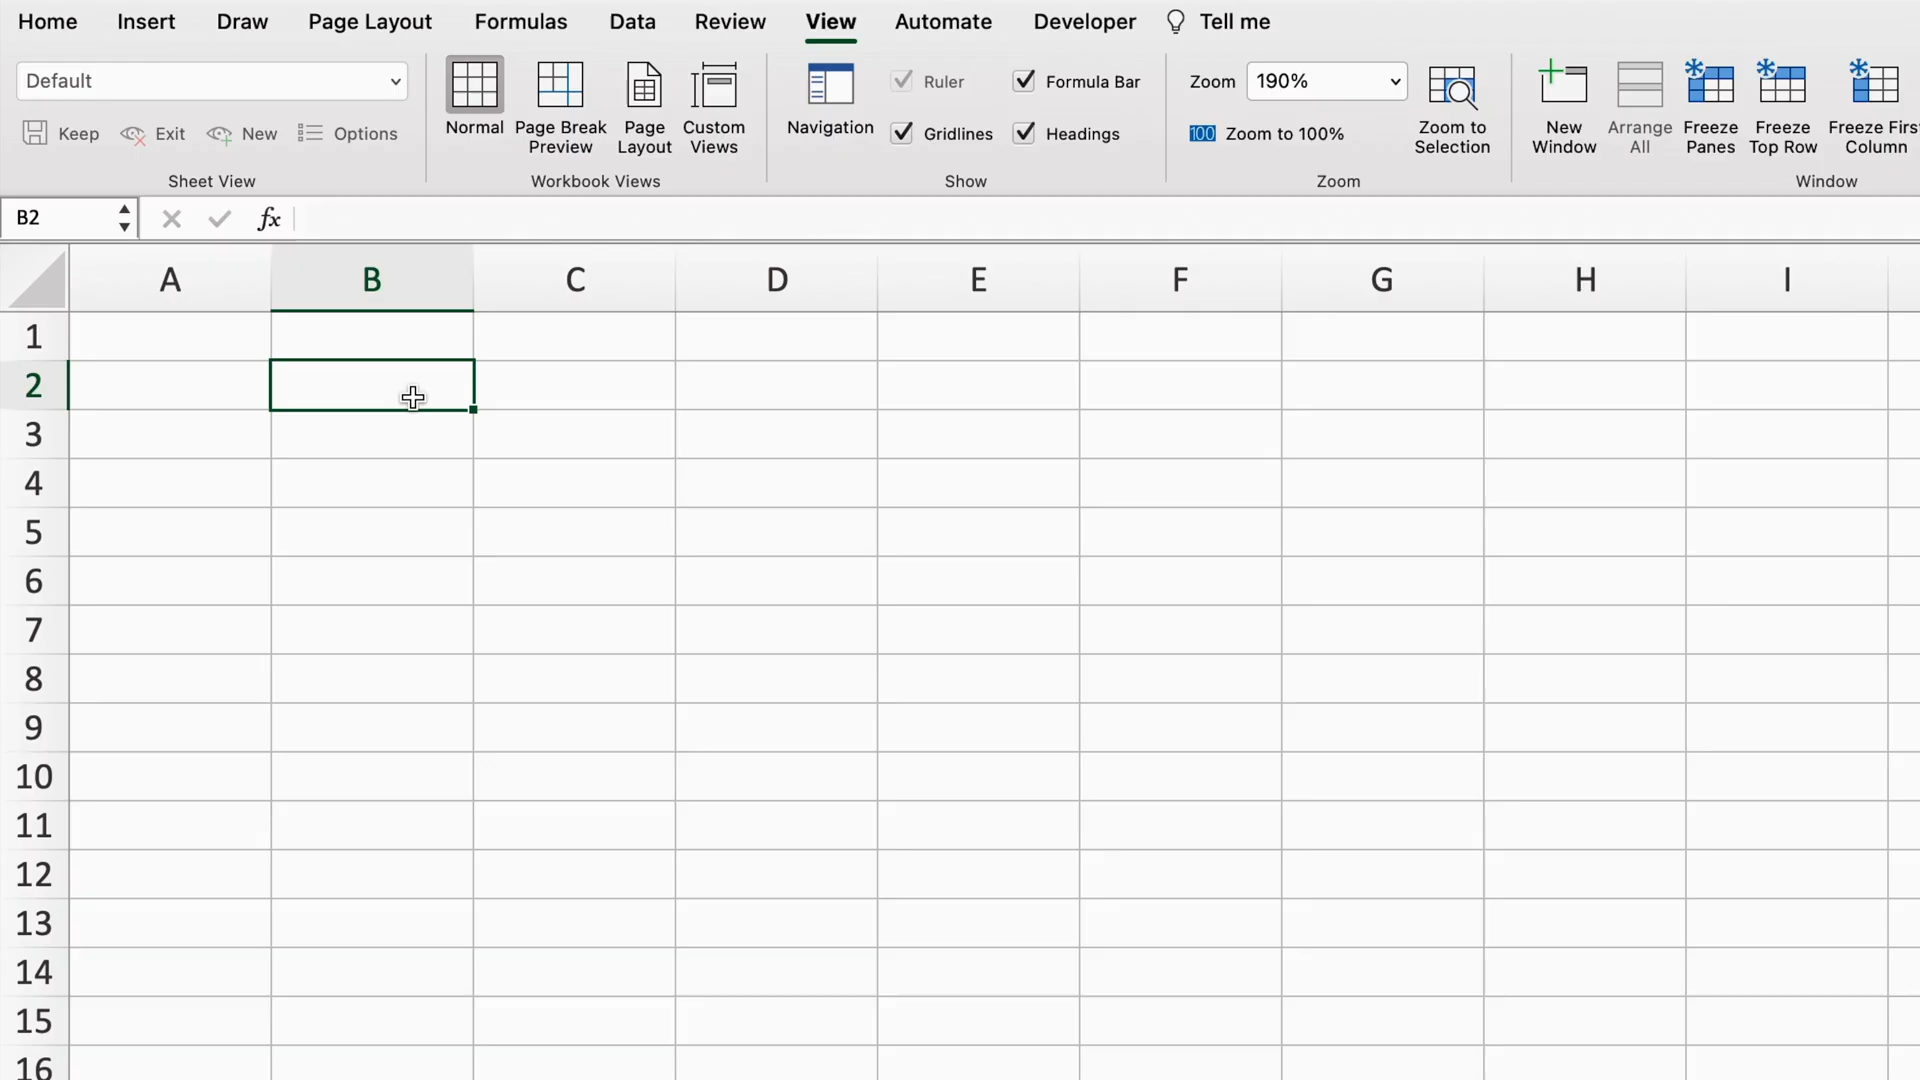 Home Insert Draw Page Layout Formulas Data Review View Automate Developer Tell me
Default
Keep Exit New Options
Sheet View
Normal
Page Break Preview
Page Layout
Custom Views
Workbook Views
Navigation
Ruler Formula Bar
Gridlines Headings
Show
Zoom 190%
100 Zoom to 100%
Zoom to Selection
Zoom
New Window
Arrange All
Freeze Panes
Freeze Top Row
Freeze First Column
Window
B2 fx
A B C D E F G H I
1
2
3
4
5
6
7
8
9
10
11
12
13
14
15
16